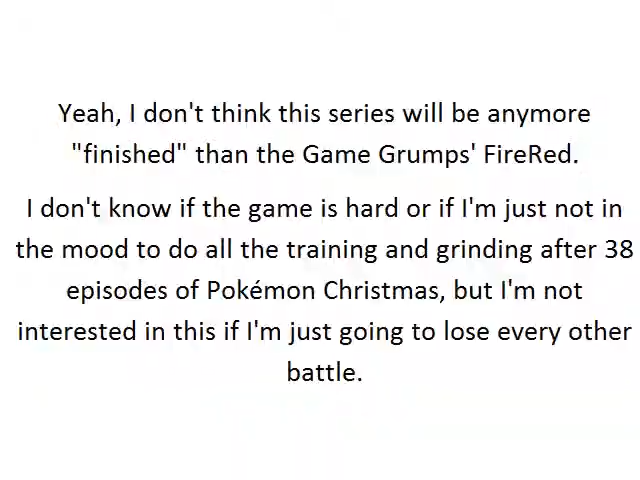 Yeah, I don't think this series will be anymore
"finished" than the Game Grumps' FireRed.
I don't know if the game is hard or if I'm just not in
the mood to do all the training and grinding after 38
episodes of Pokémon Christmas, but I'm not
interested in this if I'm just going to lose every other
battle.